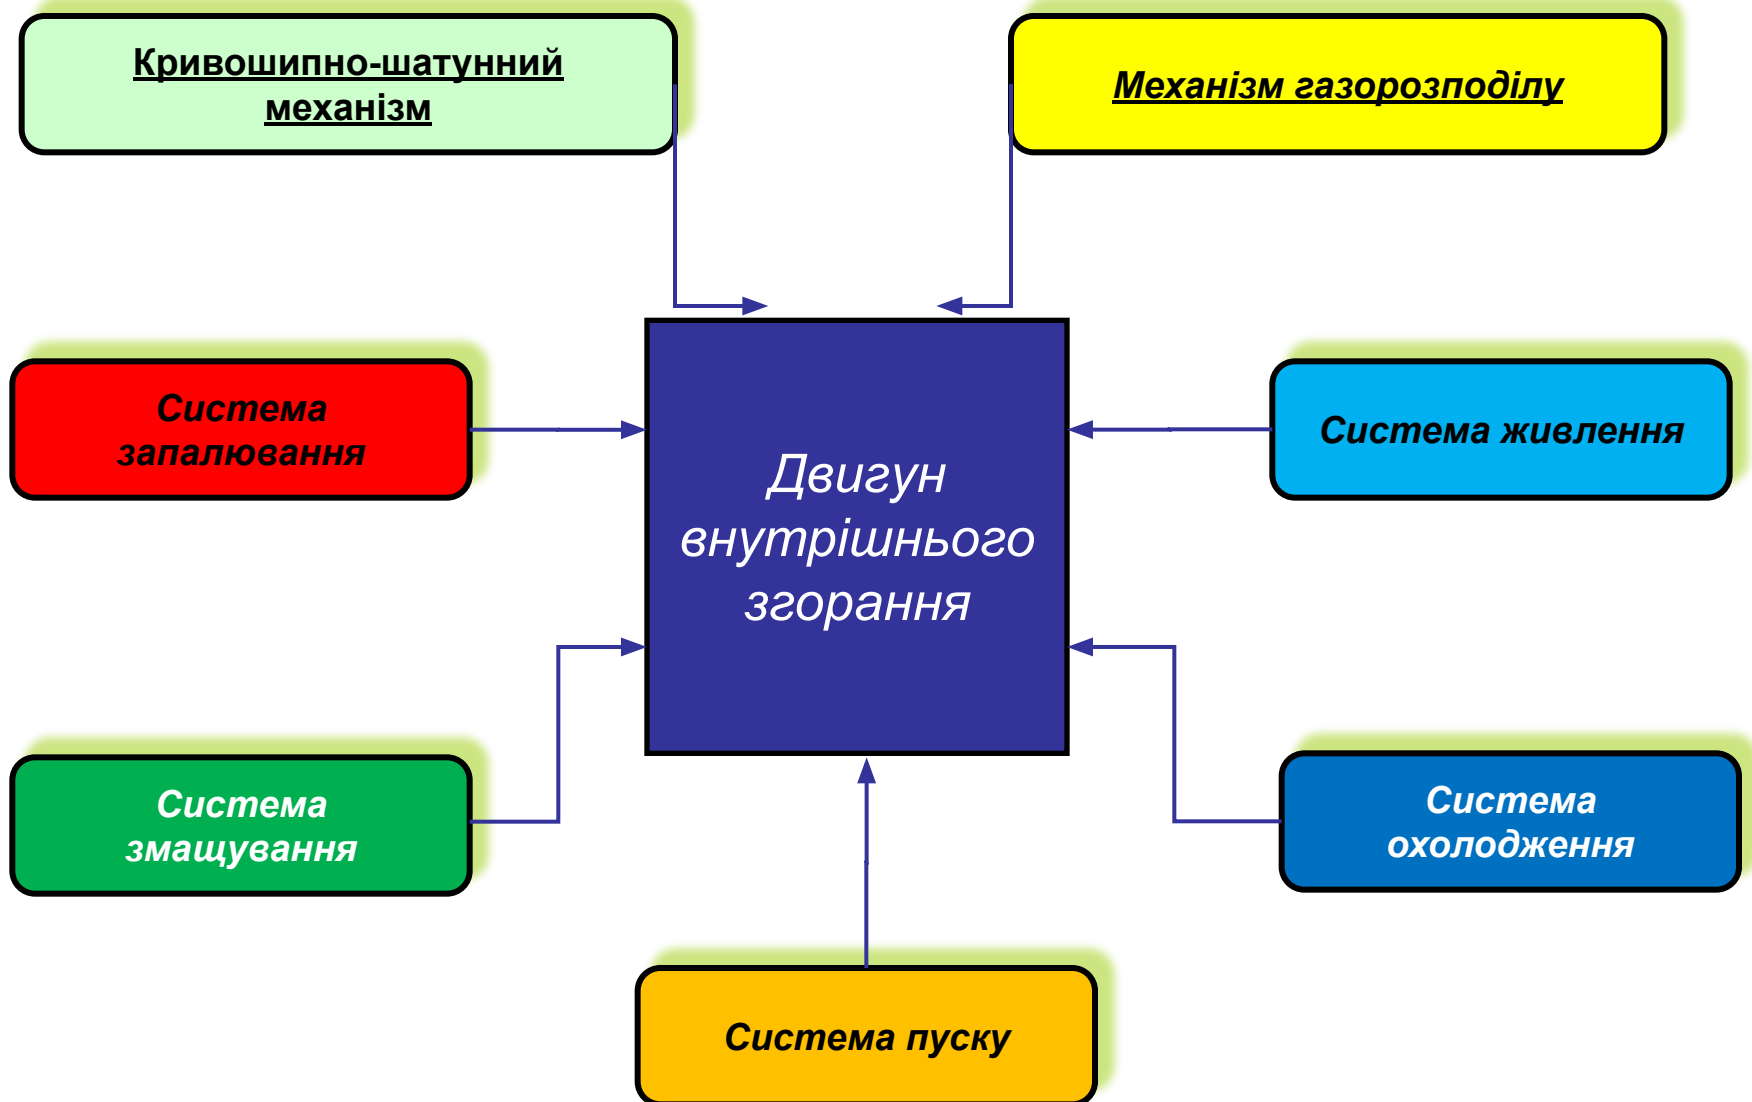 Кривошипно-шатунний
механізм
Механізм газорозподілу
Система
запалювання
Система живлення
Двигун
внутрішнього
згорання
Система
змащування
Система
охолодження
Система пуску